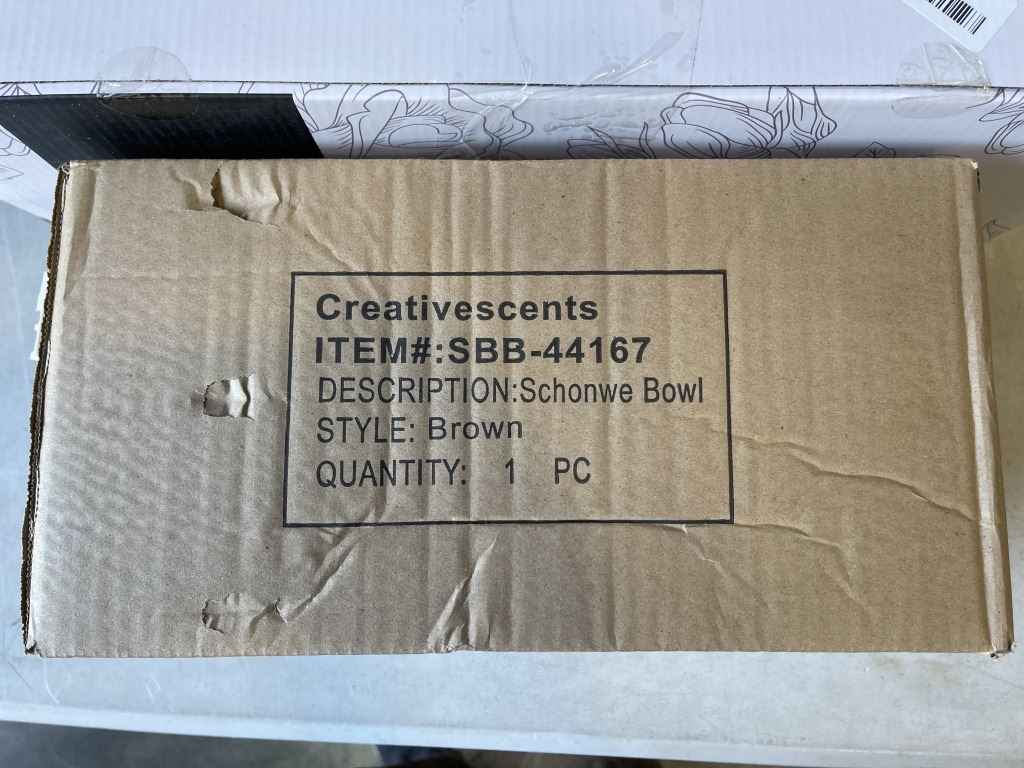 Creativescents
ITEM#:SBB-44167
DESCRIPTION:Schonwe Bowl
STYLE: Brown
QUANTITY: 1 PC